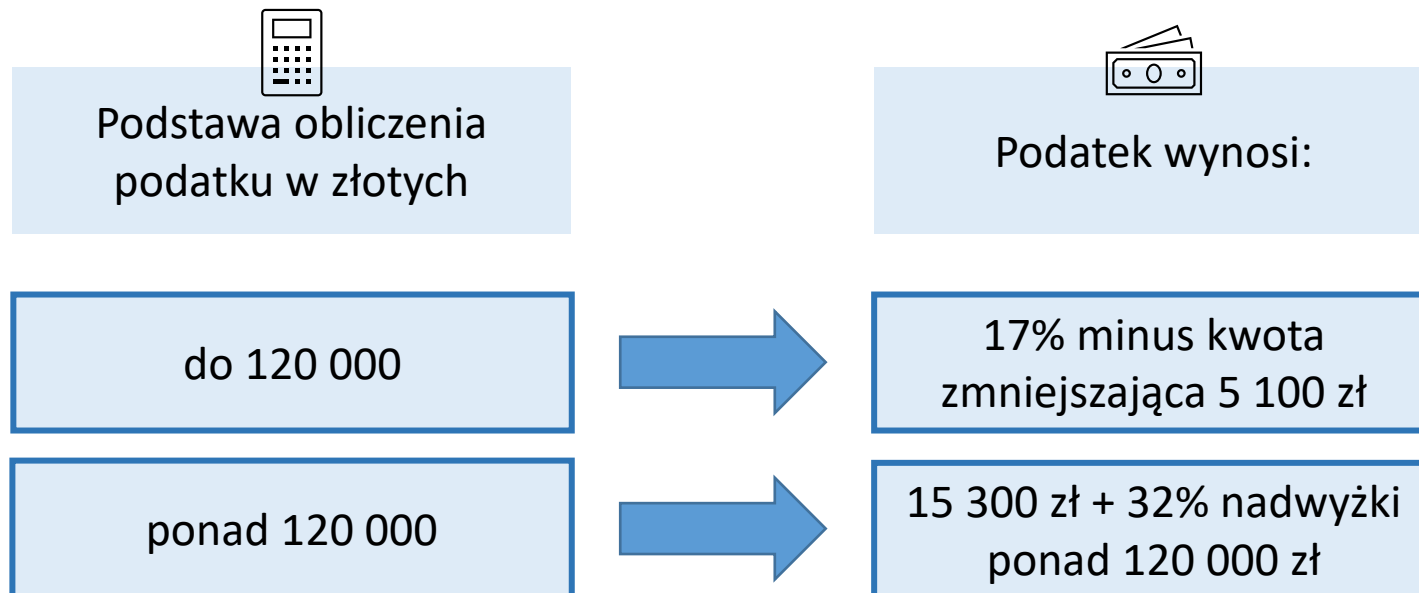 Podstawa obliczenia
podatku w złotych
Podatek wynosi:
do 120 000
17% minus kwota
zmniejszająca 5 100 zł
ponad 120 000
15 300 zł + 32% nadwyżki
ponad 120 000 zł